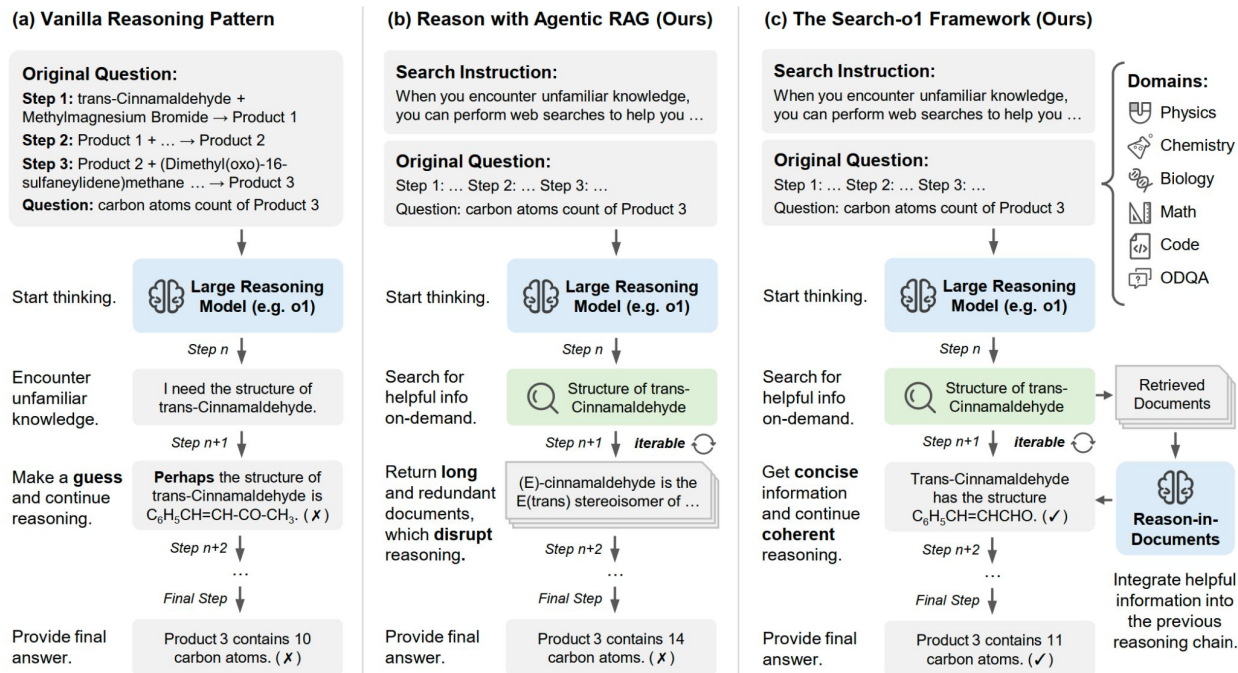 (a) Vanilla Reasoning Pattern
Original Question:
Step 1: trans-Cinnamaldehyde +
Methylmagnesium Bromide → Product 1
Step 2: Product 1 + … → Product 2
Step 3: Product 2 + (Dimethyl(oxo)-16-
sulfaneylidene)methane … → Product 3
Question: carbon atoms count of Product 3
Start thinking.
Large Reasoning
Model (e.g. o1)
Step n
Encounter
unfamiliar
knowledge.
I need the structure of
trans-Cinnamaldehyde.
Step n+1
Make a guess
and continue
reasoning.
Perhaps the structure of
trans-Cinnamaldehyde is
C₆H₅CH=CH-CO-CH₃. (✗)
Step n+2
…
Final Step
Provide final
answer.
Product 3 contains 10
carbon atoms. (✗)
(b) Reason with Agentic RAG (Ours)
Search Instruction:
When you encounter unfamiliar knowledge,
you can perform web searches to help you …
Original Question:
Step 1: … Step 2: … Step 3: …
Question: carbon atoms count of Product 3
Start thinking.
Large Reasoning
Model (e.g. o1)
Step n
Search for
helpful info
on-demand.
Structure of trans-
Cinnamaldehyde
Step n+1 iterable
Return long
and redundant
documents,
which disrupt
reasoning.
(E)-cinnamaldehyde is the
E(trans) stereoisomer of …
Step n+2
…
Final Step
Provide final
answer.
Product 3 contains 14
carbon atoms. (✗)
(c) The Search-o1 Framework (Ours)
Search Instruction:
When you encounter unfamiliar knowledge,
you can perform web searches to help you …
Original Question:
Step 1: … Step 2: … Step 3: …
Question: carbon atoms count of Product 3
Domains:
Physics
Chemistry
Biology
Math
Code
ODQA
Start thinking.
Large Reasoning
Model (e.g. o1)
Step n
Search for
helpful info
on-demand.
Structure of trans-
Cinnamaldehyde
Retrieved
Documents
Step n+1 iterable
Get concise
information
and continue
coherent
reasoning.
Trans-Cinnamaldehyde
has the structure
C₆H₅CH=CHCHO. (✓)
Reason-in-
Documents
Integrate helpful
information into
the previous
reasoning chain.
Step n+2
…
Final Step
Provide final
answer.
Product 3 contains 11
carbon atoms. (✓)